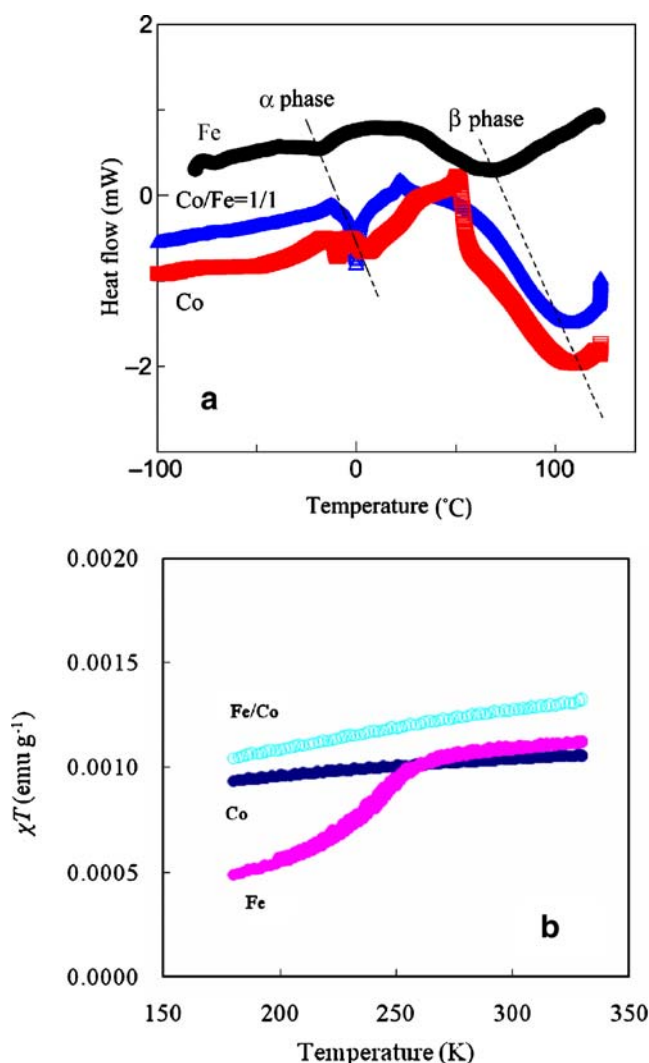 2
1
0
−2
Heat flow (mW)
α phase
β phase
Fe
Co/Fe=1/1
Co
a
−100
0
100
Temperature (°C)
0.0020
0.0015
0.0010
0.0005
0.0000
χT (emu g-1)
Fe/Co
Co
Fe
b
150
200
250
300
350
Temperature (K)